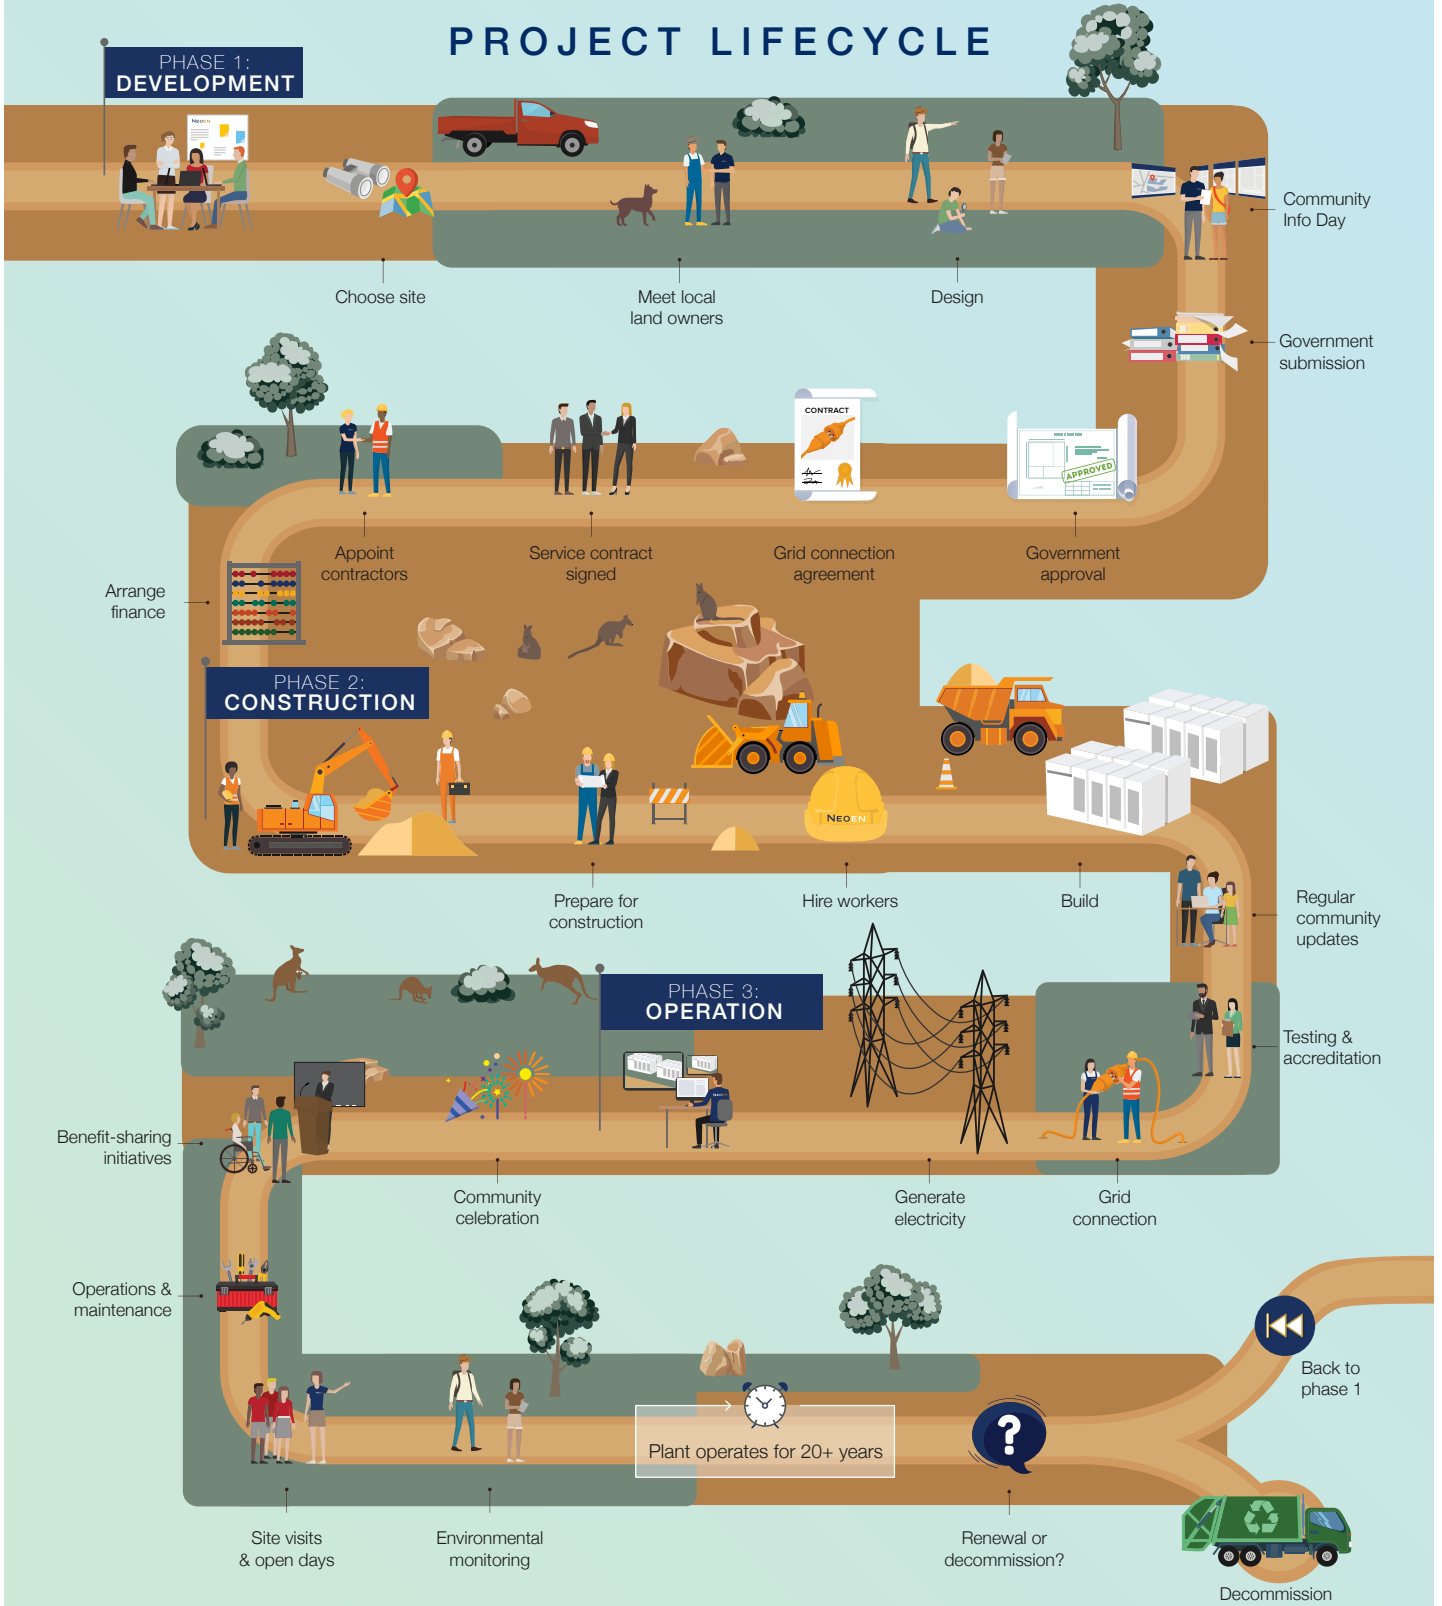 PROJECT LIFECYCLE
PHASE 1:
DEVELOPMENT
NEOEN
Choose site
Meet local
land owners
Design
Community
Info Day
Government
submission
CONTRACT
APPROVED
Government
approval
Grid connection
agreement
Service contract
signed
Appoint
contractors
Arrange
finance
PHASE 2:
CONSTRUCTION
NEOEN
Prepare for
construction
Hire workers
Build
Regular
community
updates
Testing &
accreditation
Grid
connection
Generate
electricity
PHASE 3:
OPERATION
Community
celebration
Benefit-sharing
initiatives
Operations &
maintenance
Site visits
& open days
Environmental
monitoring
Plant operates for 20+ years
?
Renewal or
decommission?
Back to
phase 1
Decommission